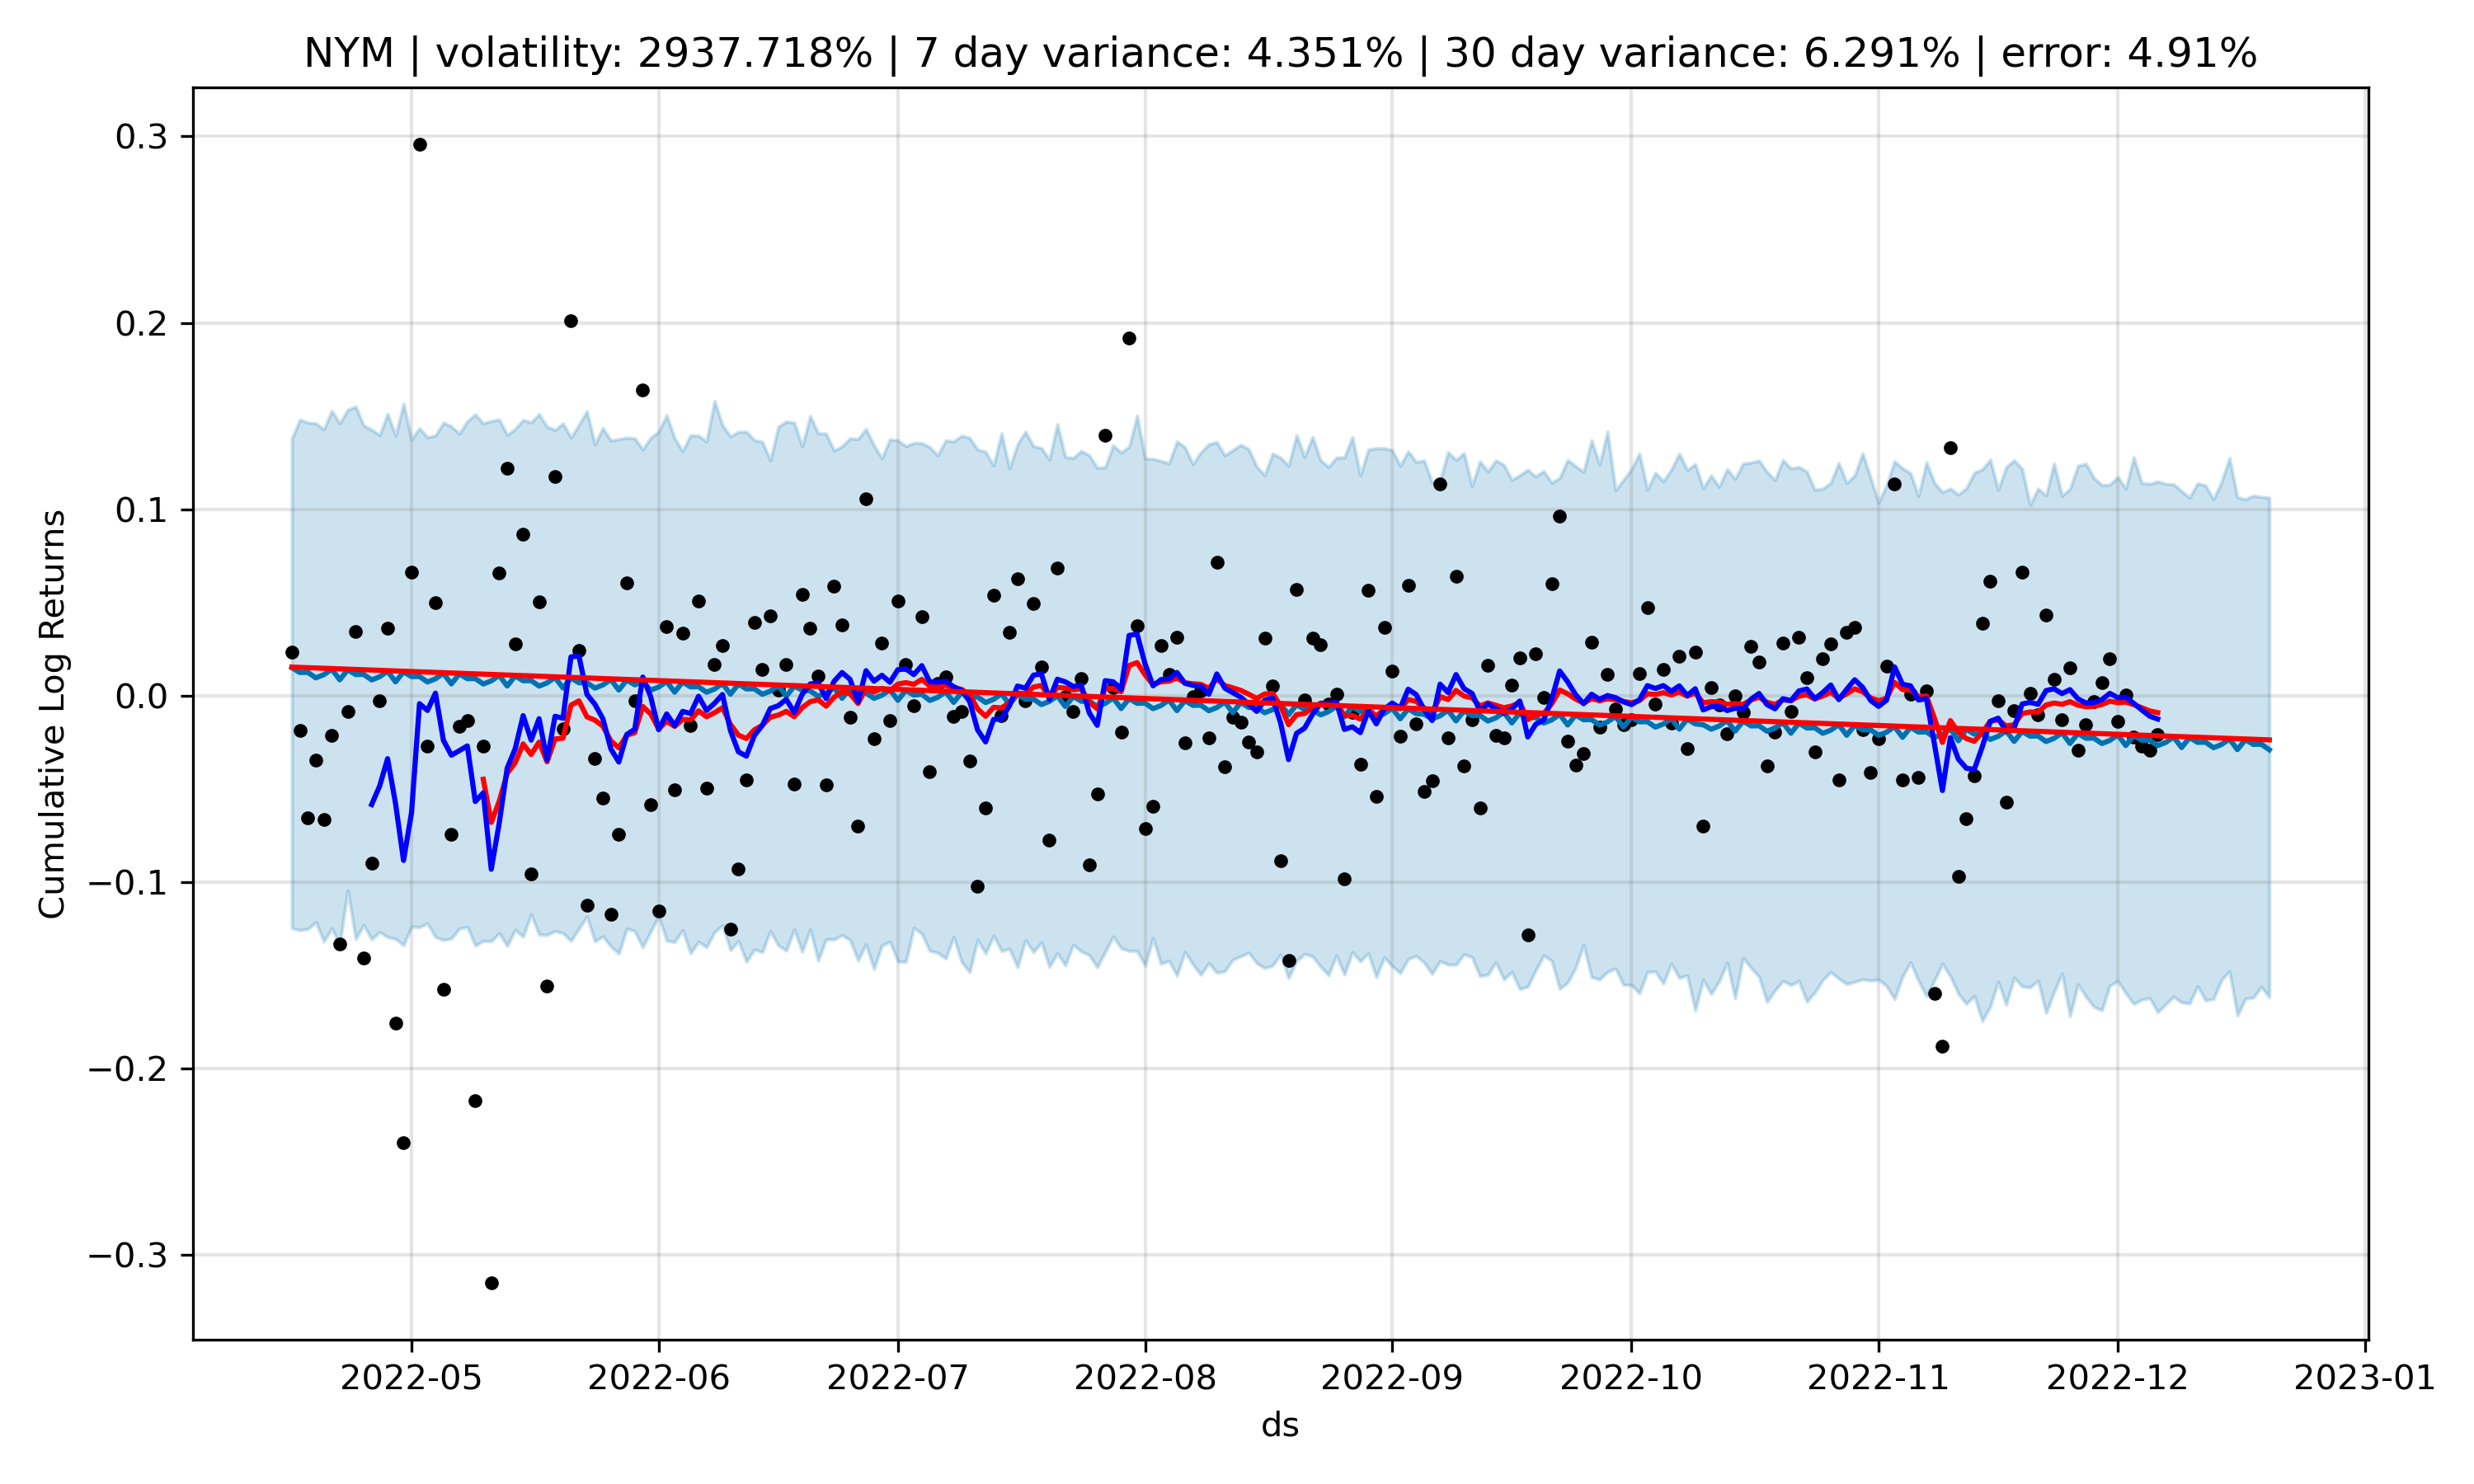 NYM | volatility: 2937.718% | 7 day variance: 4.351% | 30 day variance: 6.291% | error: 4.91%
Cumulative Log Returns
0.3
0.2
0.1
0.0
−0.1
−0.2
−0.3
2022-05 2022-06 2022-07 2022-08 2022-09 2022-10 2022-11 2022-12 2023-01
ds